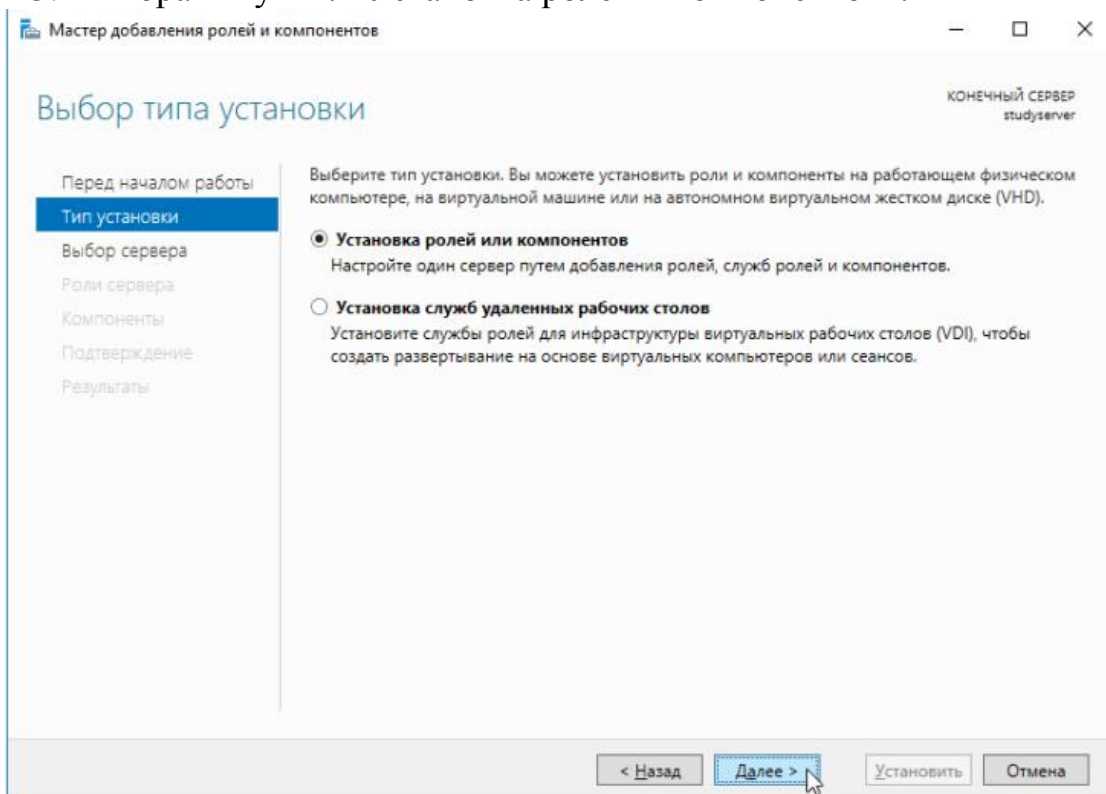 Мастер добавления ролей и компонентов
Выбор типа установки
КОНЕЧНЫЙ СЕРВЕР
studyserver
Перед началом работы
Тип установки
Выбор сервера
Роли сервера
Компоненты
Подтверждение
Результаты
Выберите тип установки. Вы можете установить роли и компоненты на работающем физическом
компьютере, на виртуальной машине или на автономном виртуальном жестком диске (VHD).
Установка ролей или компонентов
Настройте один сервер путем добавления ролей, служб ролей и компонентов.
Установка служб удаленных рабочих столов
Установите службы ролей для инфраструктуры виртуальных рабочих столов (VDI), чтобы
создать развертывание на основе виртуальных компьютеров или сеансов.
< Назад
Далее >
Установить
Отмена